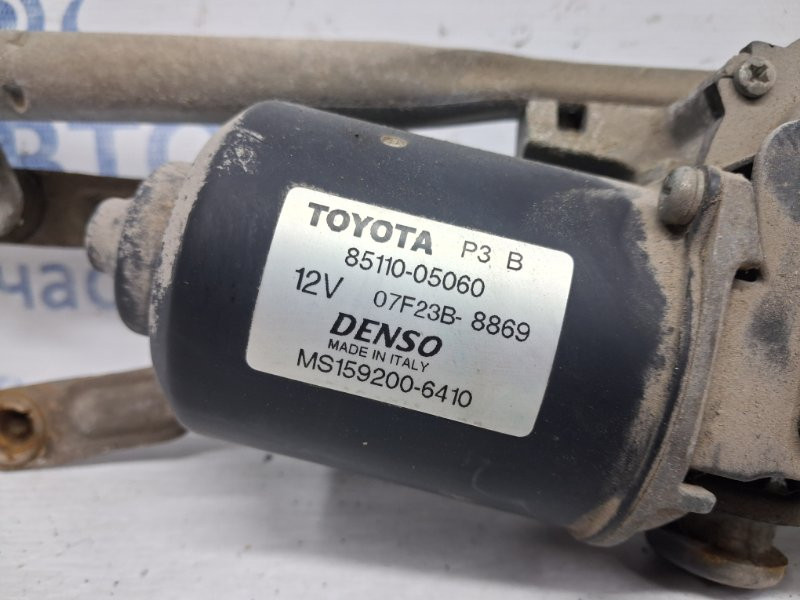 TOYOTA P3 B
85110-05060
12V 07F23B-8869
DENSO
MADE IN ITALY
MS159200-6410